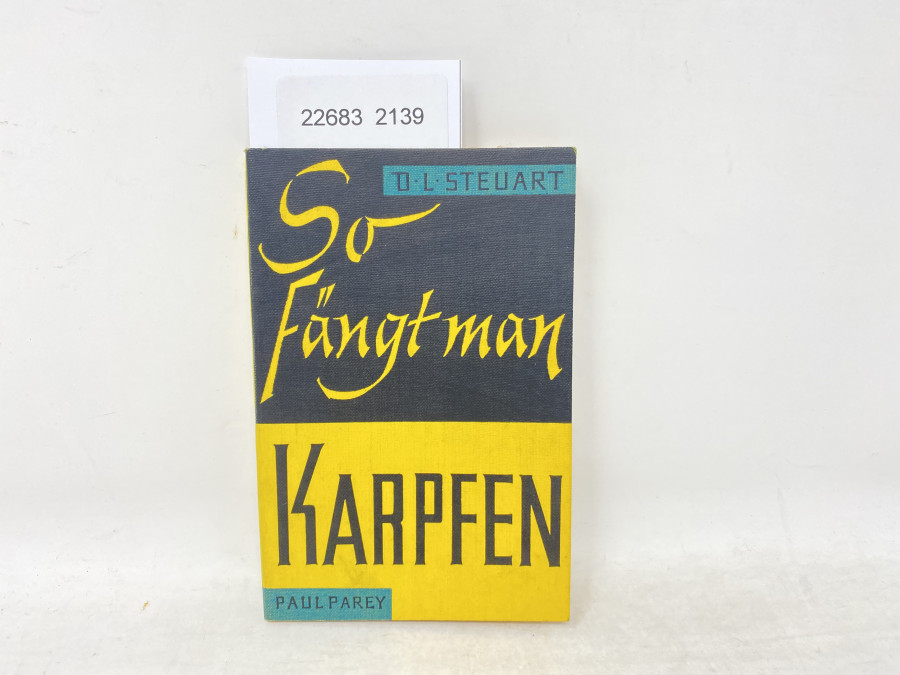 22683 2139
D·L·STEUART
So
Fängt man
KARPFEN
PAUL PAREY